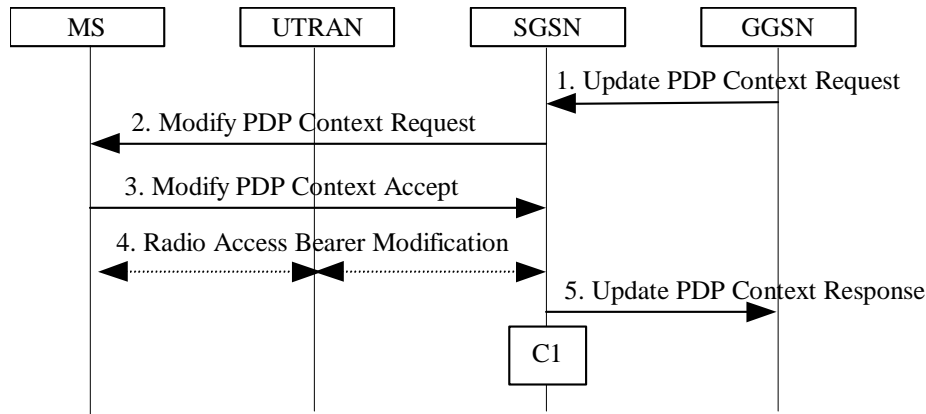 MS UTRAN SGSN GGSN
1. Update PDP Context Request
2. Modify PDP Context Request
3. Modify PDP Context Accept
4. Radio Access Bearer Modification
5. Update PDP Context Response
C1